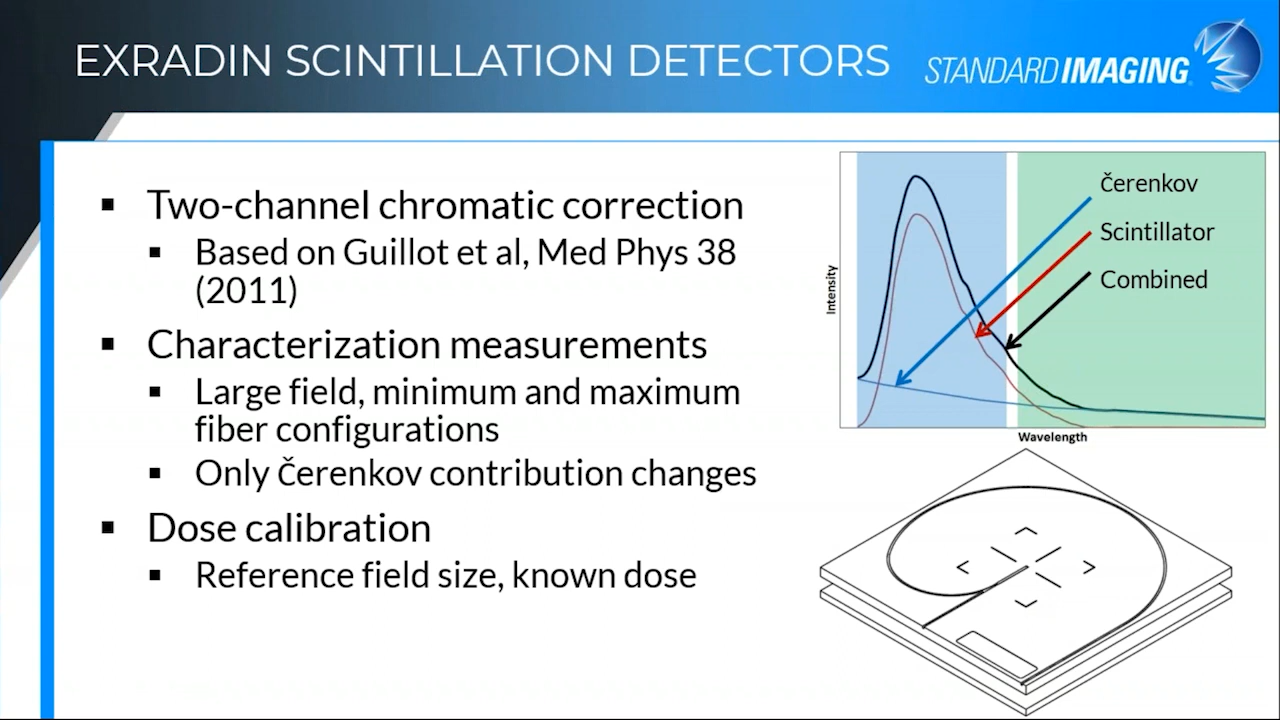 EXRADIN SCINTILLATION DETECTORS
STANDARD IMAGING
▪ Two-channel chromatic correction
▪ Based on Guillot et al, Med Phys 38
(2011)
▪ Characterization measurements
▪ Large field, minimum and maximum
fiber configurations
▪ Only Čerenkov contribution changes
▪ Dose calibration
▪ Reference field size, known dose
Čerenkov
Scintillator
Combined
Intensity
Wavelength